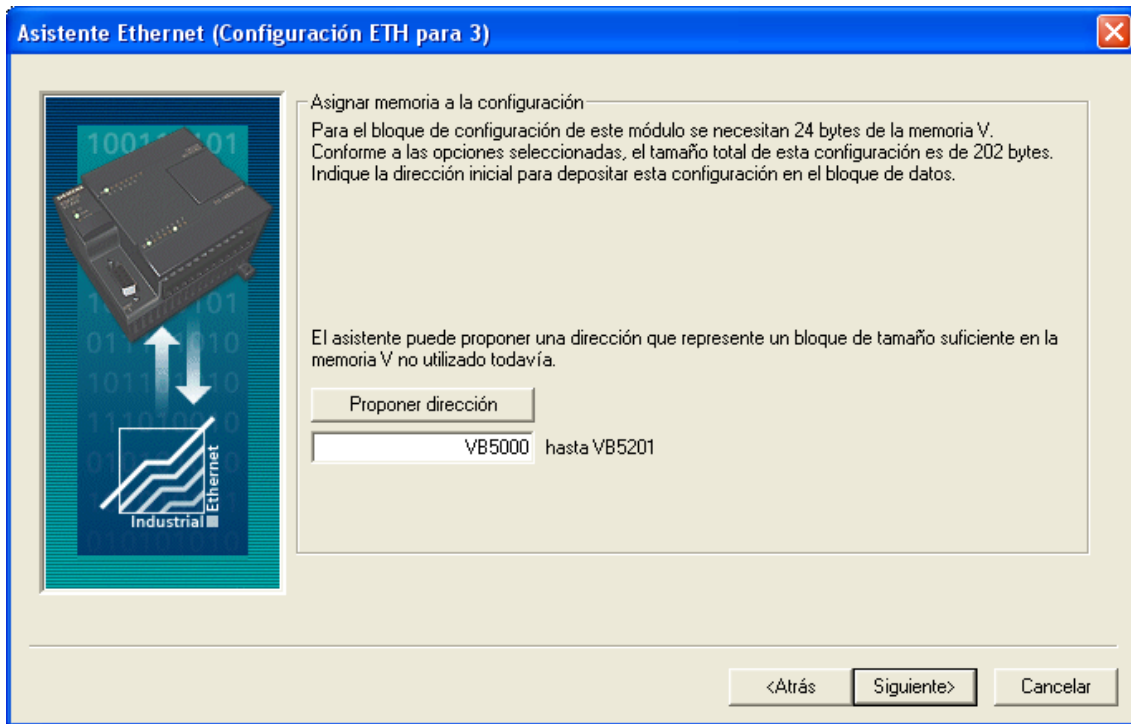 Asistente Ethernet (Configuración ETH para 3)
Asignar memoria a la configuración
Para el bloque de configuración de este módulo se necesitan 24 bytes de la memoria V.
Conforme a las opciones seleccionadas, el tamaño total de esta configuración es de 202 bytes.
Indique la dirección inicial para depositar esta configuración en el bloque de datos.
El asistente puede proponer una dirección que represente un bloque de tamaño suficiente en la
memoria V no utilizado todavía.
Proponer dirección
VB5000 hasta VB5201
Industrial
Ethernet
<Atrás
Siguiente>
Cancelar